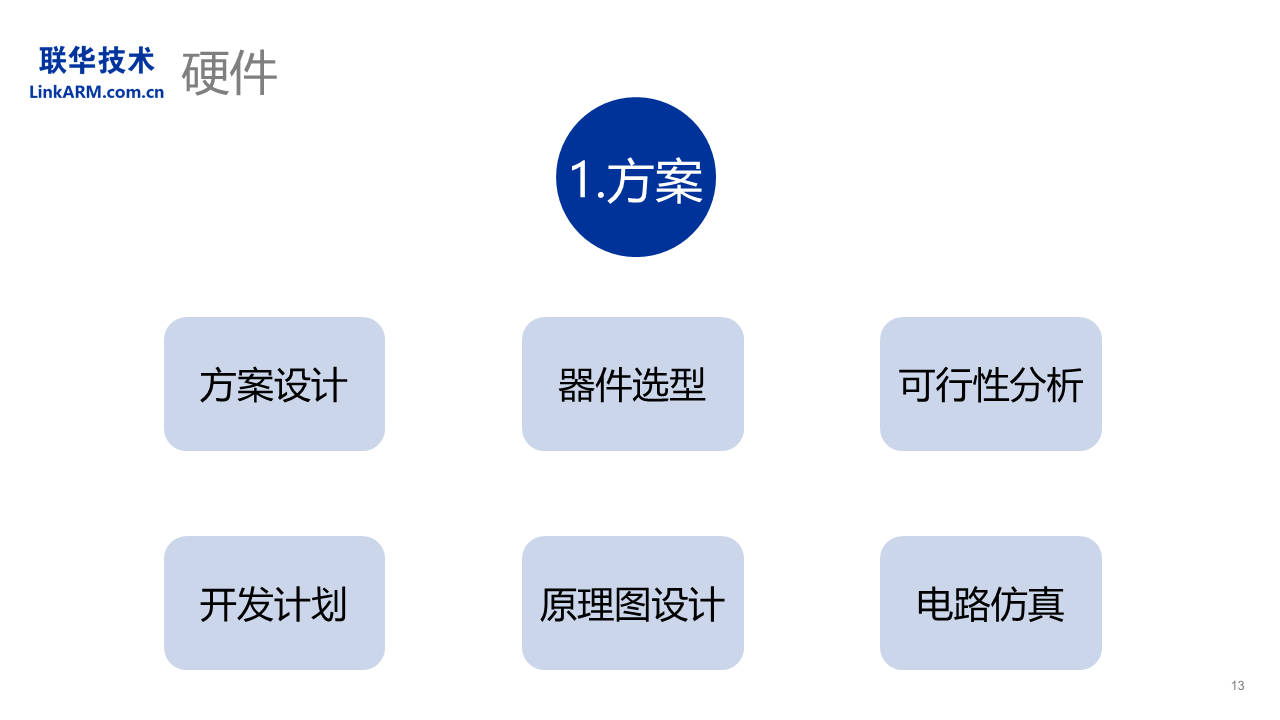 联华技术
LinkARM.com.cn
硬件
1.方案
方案设计
器件选型
可行性分析
开发计划
原理图设计
电路仿真
13